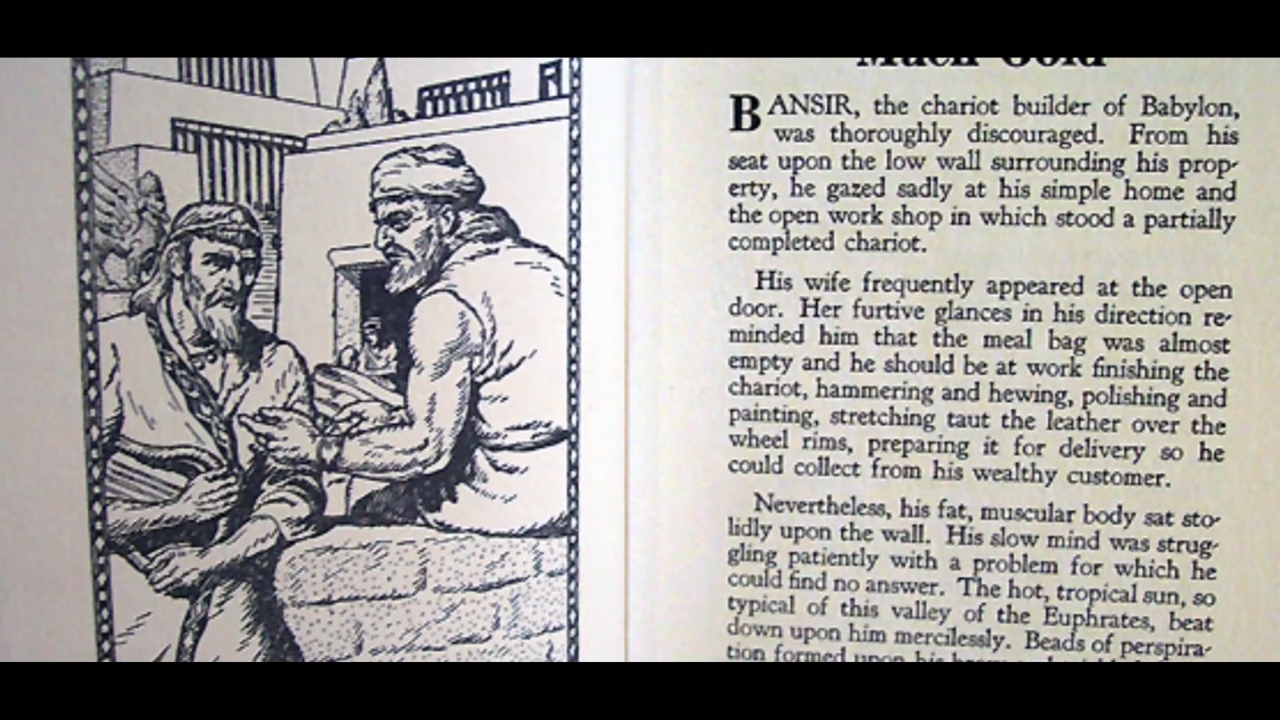 Much Gold
BANSIR, the chariot builder of Babylon,
was thoroughly discouraged. From his
seat upon the low wall surrounding his prop-
erty, he gazed sadly at his simple home and
the open work shop in which stood a partially
completed chariot.
His wife frequently appeared at the open
door. Her furtive glances in his direction re-
minded him that the meal bag was almost
empty and he should be at work finishing the
chariot, hammering and hewing, polishing and
painting, stretching taut the leather over the
wheel rims, preparing it for delivery so he
could collect from his wealthy customer.
Nevertheless, his fat, muscular body sat sto-
lidly upon the wall. His slow mind was strug-
gling patiently with a problem for which he
could find no answer. The hot, tropical sun, so
typical of this valley of the Euphrates, beat
down upon him mercilessly. Beads of perspira-
tion formed upon his